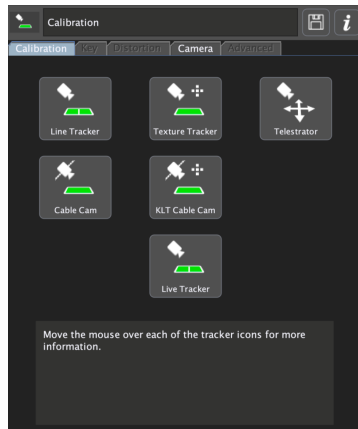 Calibration
Calibration Key Distortion Camera Advanced
Line Tracker Texture Tracker Telestrator
Cable Cam KLT Cable Cam
Live Tracker
Move the mouse over each of the tracker icons for more
information.